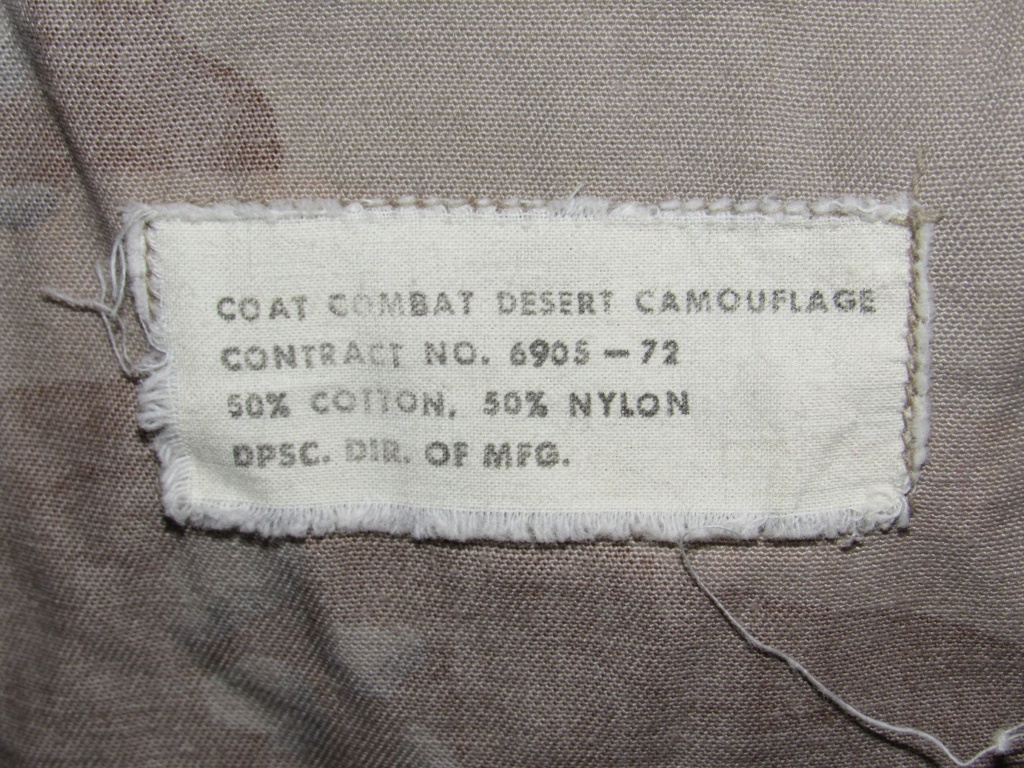 COAT COMBAT DESERT CAMOUFLAGE
CONTRACT NO. 6905 — 72
50% COTTON, 50% NYLON
DPSC. DIR. OF MFG.